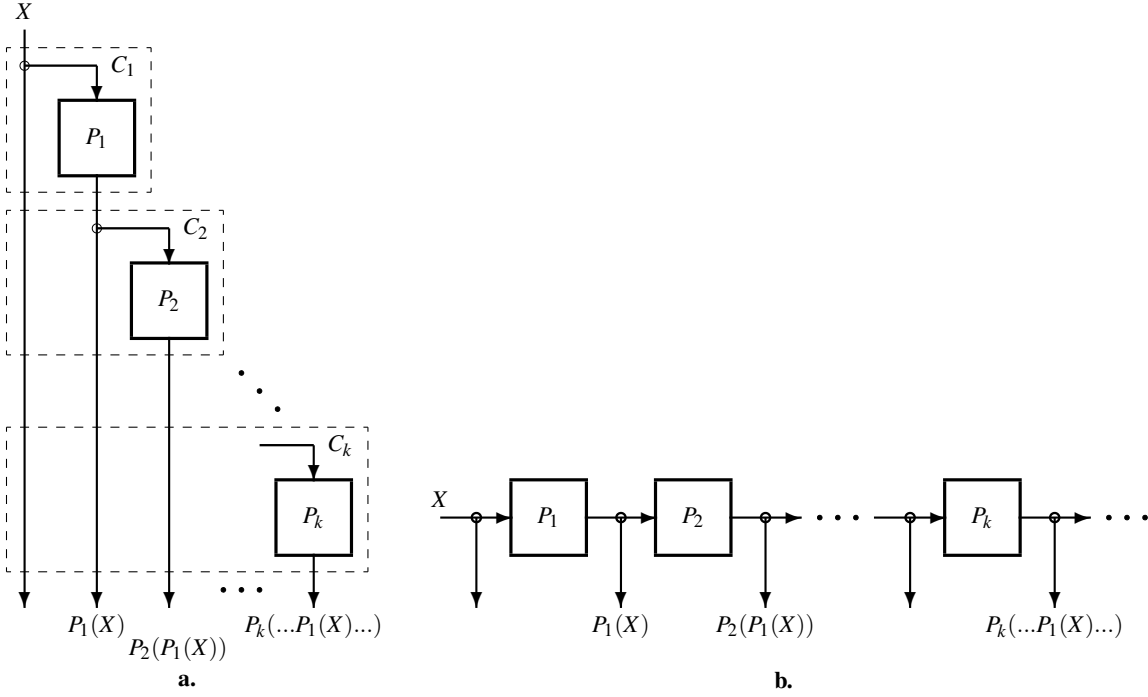 X
C₁
P₁
C₂
P₂
Cₖ
Pₖ
P₁(X)
P₂(P₁(X))
Pₖ(...P₁(X)...)
a.
X
P₁
P₂
Pₖ
P₁(X)
P₂(P₁(X))
Pₖ(...P₁(X)...)
b.